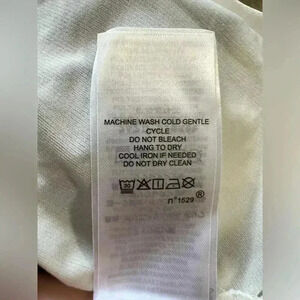 MACHINE WASH COLD GENTLE
CYCLE
DO NOT BLEACH
HANG TO DRY
COOL IRON IF NEEDED
DO NOT DRY CLEAN
30
n°1529 ®